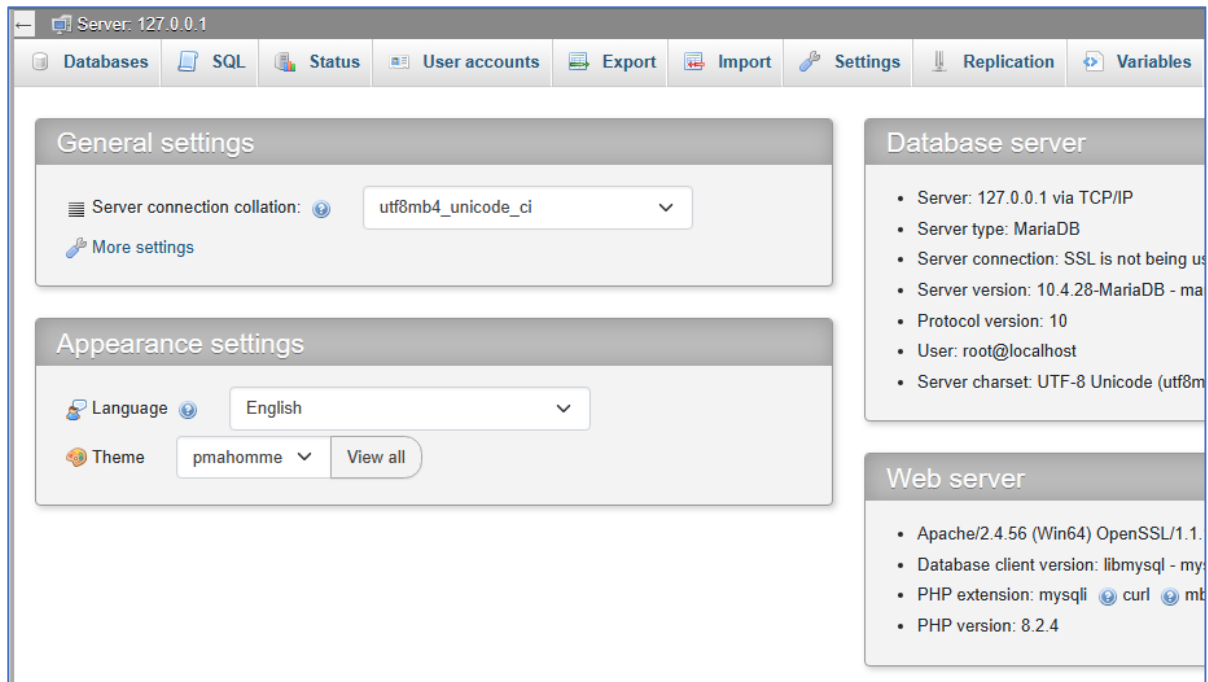 ← Server: 127.0.0.1
Databases SQL Status User accounts Export Import Settings Replication Variables
General settings
Server connection collation: utf8mb4_unicode_ci
More settings
Appearance settings
Language English
Theme pmahomme View all
Database server
• Server: 127.0.0.1 via TCP/IP
• Server type: MariaDB
• Server connection: SSL is not being
• Server version: 10.4.28-MariaDB -
• Protocol version: 10
• User: root@localhost
• Server charset: UTF-8 Unicode
Web server
• Apache/2.4.56 (Win64) OpenSSL/1.1.
• Database client version: libmysql -
• PHP extension: mysqli curl
• PHP version: 8.2.4